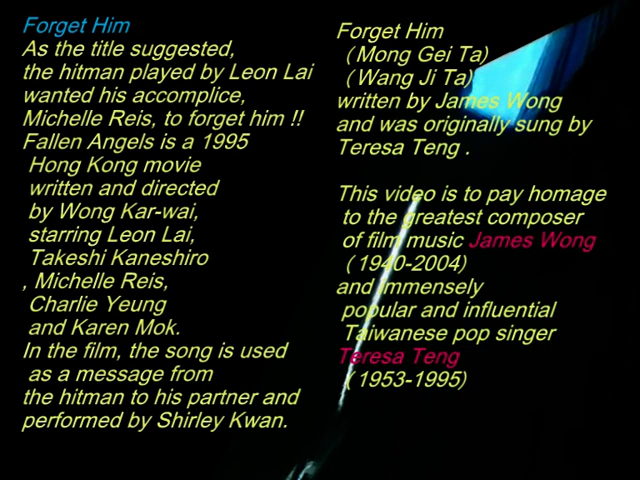 Forget Him
As the title suggested,
the hitman played by Leon Lai
wanted his accomplice,
Michelle Reis, to forget him !!
Fallen Angels is a 1995
Hong Kong movie
written and directed
by Wong Kar-wai,
starring Leon Lai,
Takeshi Kaneshiro
, Michelle Reis,
Charlie Yeung
and Karen Mok.
In the film, the song is used
as a message from
the hitman to his partner and
performed by Shirley Kwan.
Forget Him
( Mong Gei Ta)
( Wang Ji Ta)
written by James Wong
and was originally sung by
Teresa Teng .
This video is to pay homage
to the greatest composer
of film music James Wong
( 1940-2004)
and immensely
popular and influential
Taiwanese pop singer
Teresa Teng
( 1953-1995)